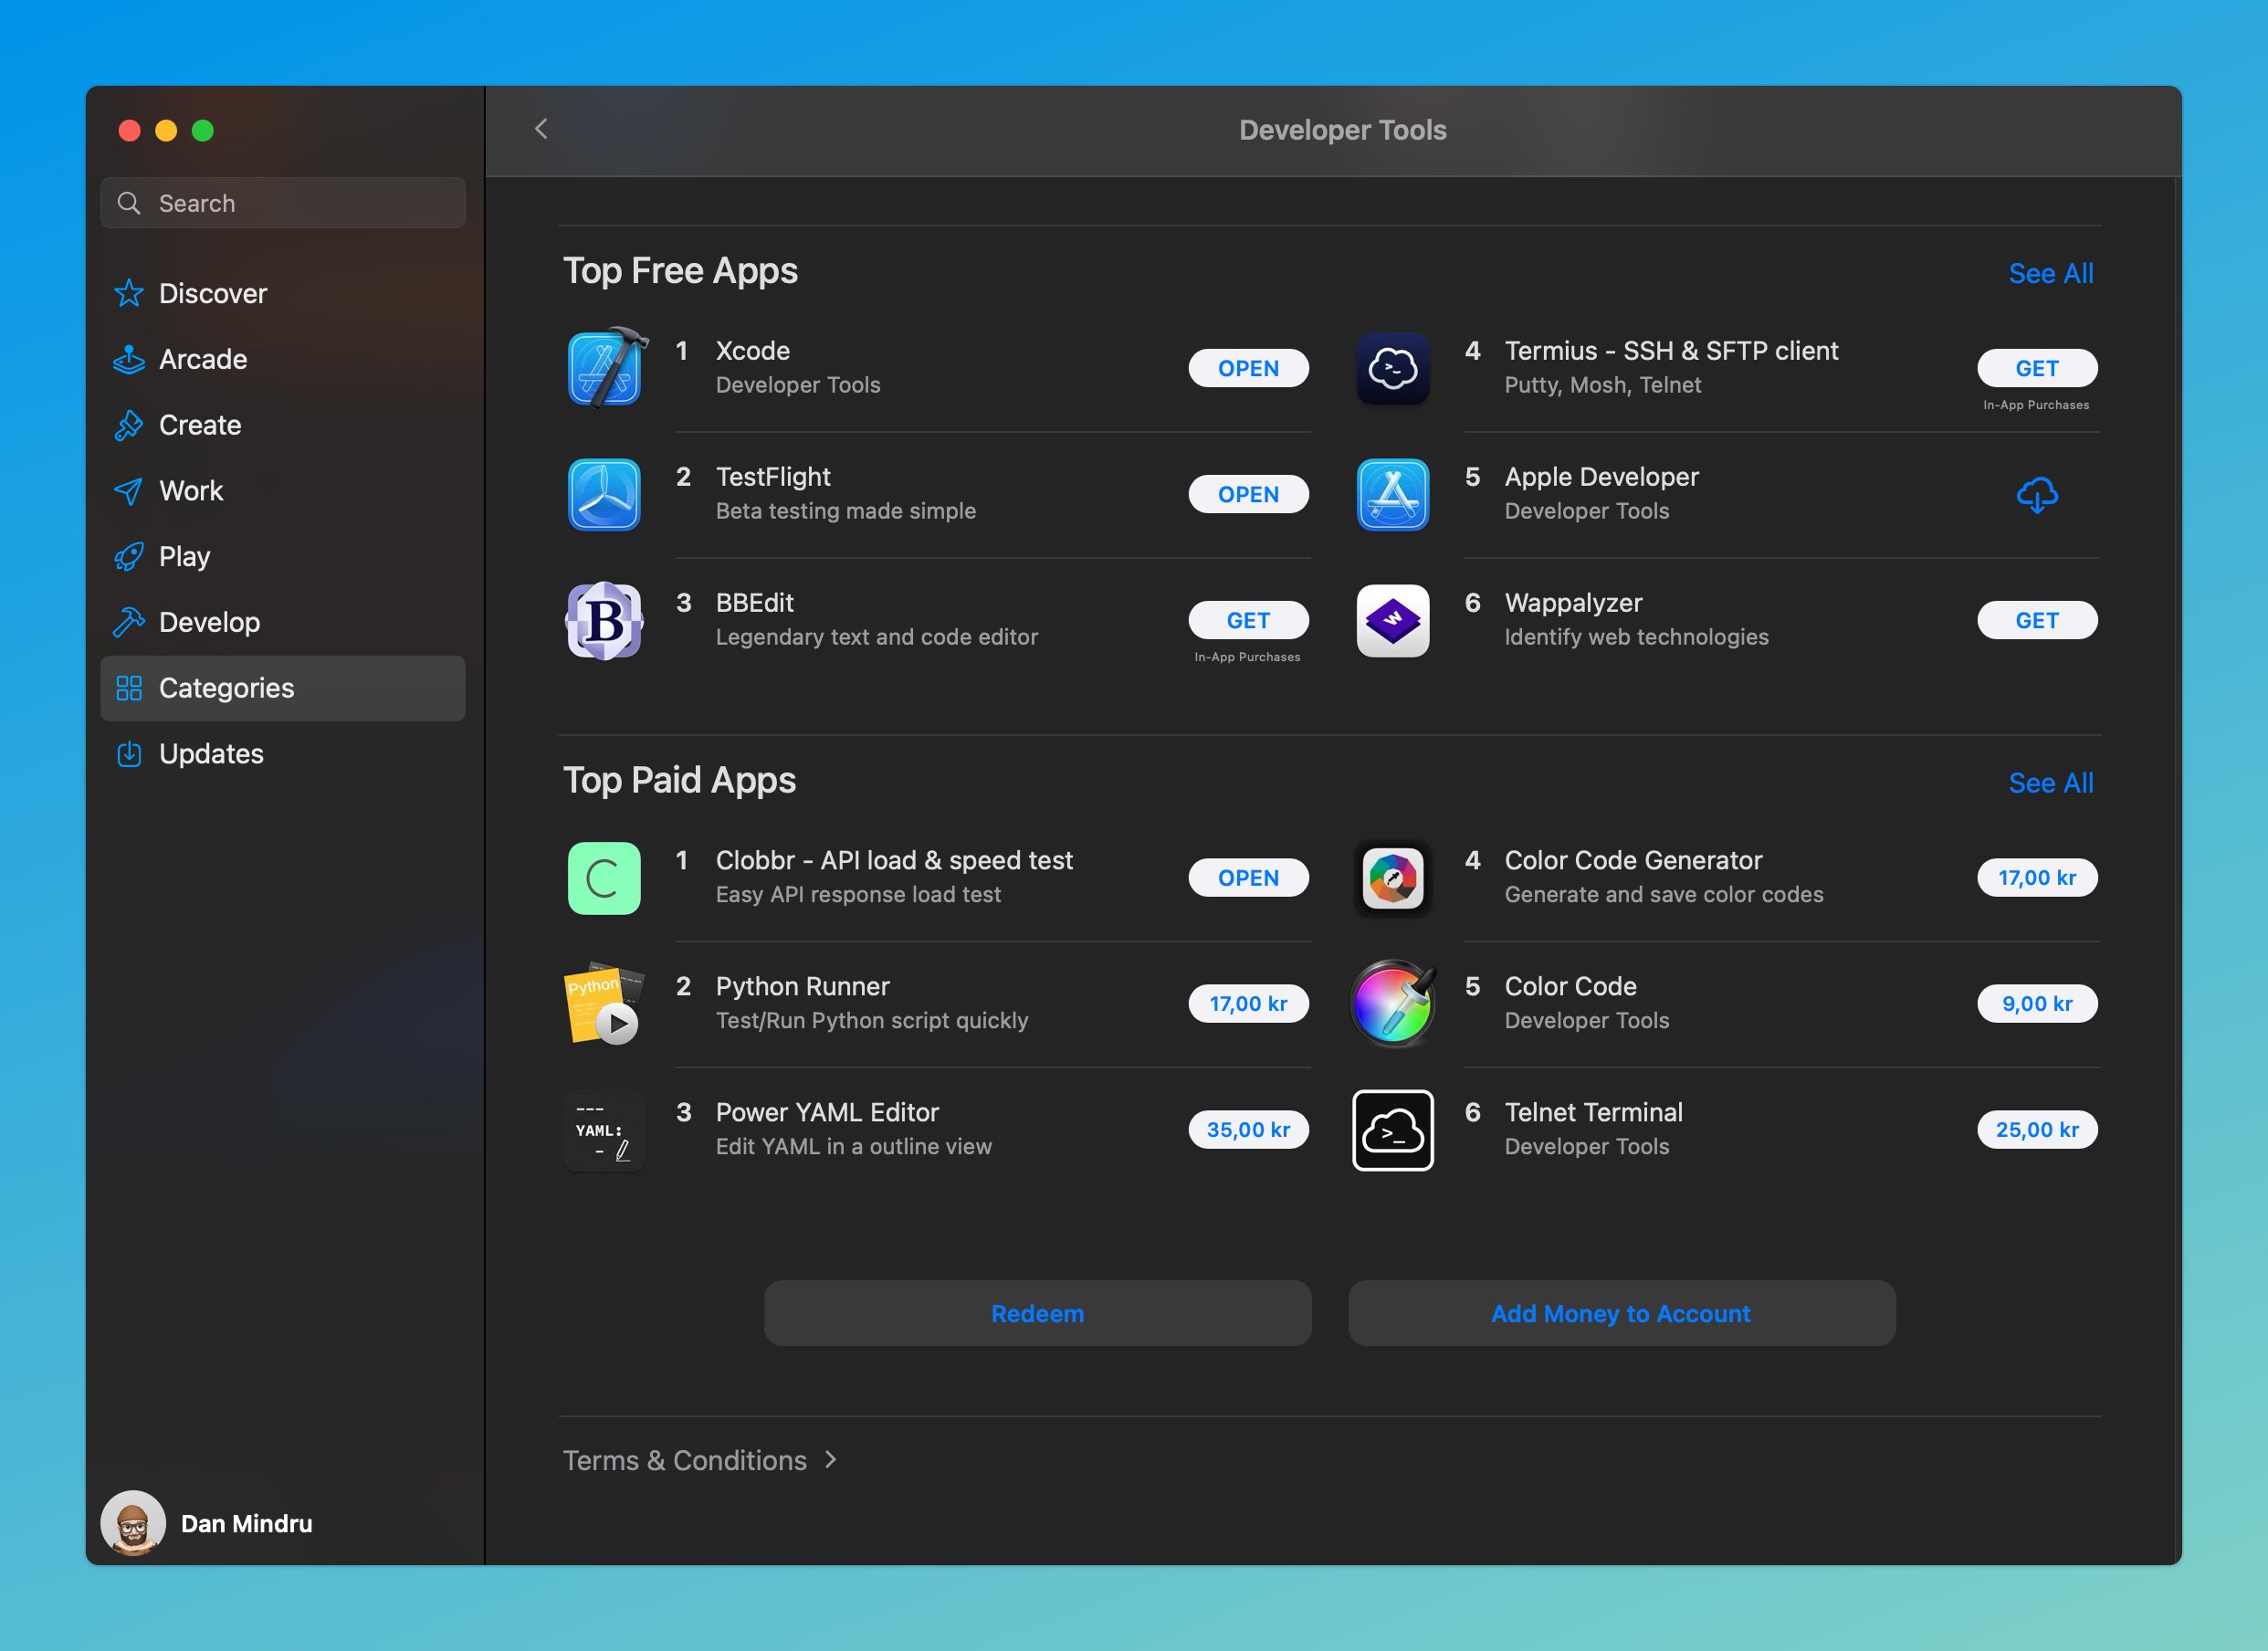 Developer Tools
Search
Discover
Arcade
Create
Work
Play
Develop
Categories
Updates
Dan Mindru
Top Free Apps
See All
1 Xcode
Developer Tools
OPEN
2 TestFlight
Beta testing made simple
OPEN
B
3 BBEdit
Legendary text and code editor
GET
In-App Purchases
4 Termius - SSH & SFTP client
Putty, Mosh, Telnet
GET
In-App Purchases
5 Apple Developer
Developer Tools
W
6 Wappalyzer
Identify web technologies
GET
Top Paid Apps
See All
C
1 Clobbr - API load & speed test
Easy API response load test
OPEN
Python
2 Python Runner
Test/Run Python script quickly
17,00 kr
---
YAML:
-
3 Power YAML Editor
Edit YAML in a outline view
35,00 kr
4 Color Code Generator
Generate and save color codes
17,00 kr
5 Color Code
Developer Tools
9,00 kr
>_
6 Telnet Terminal
Developer Tools
25,00 kr
Redeem
Add Money to Account
Terms & Conditions >